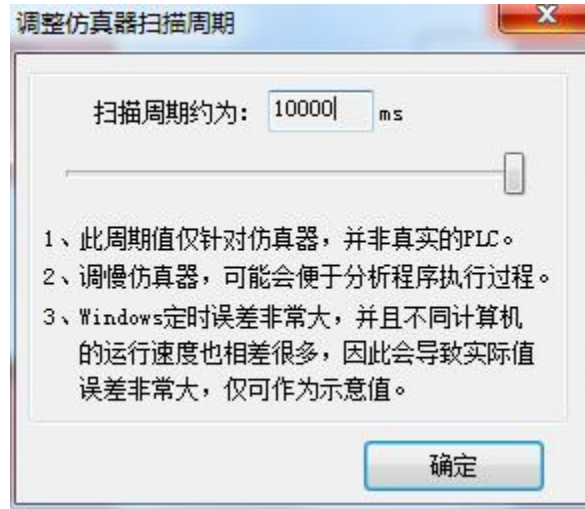 调整仿真器扫描周期
扫描周期约为: 10000 ms
1、此周期值仅针对仿真器，并非真实的PLC。
2、调慢仿真器，可能会便于分析程序执行过程。
3、Windows定时误差非常大，并且不同计算机
的运行速度也相差很多，因此会导致实际值
误差非常大，仅可作为示意值。
确定